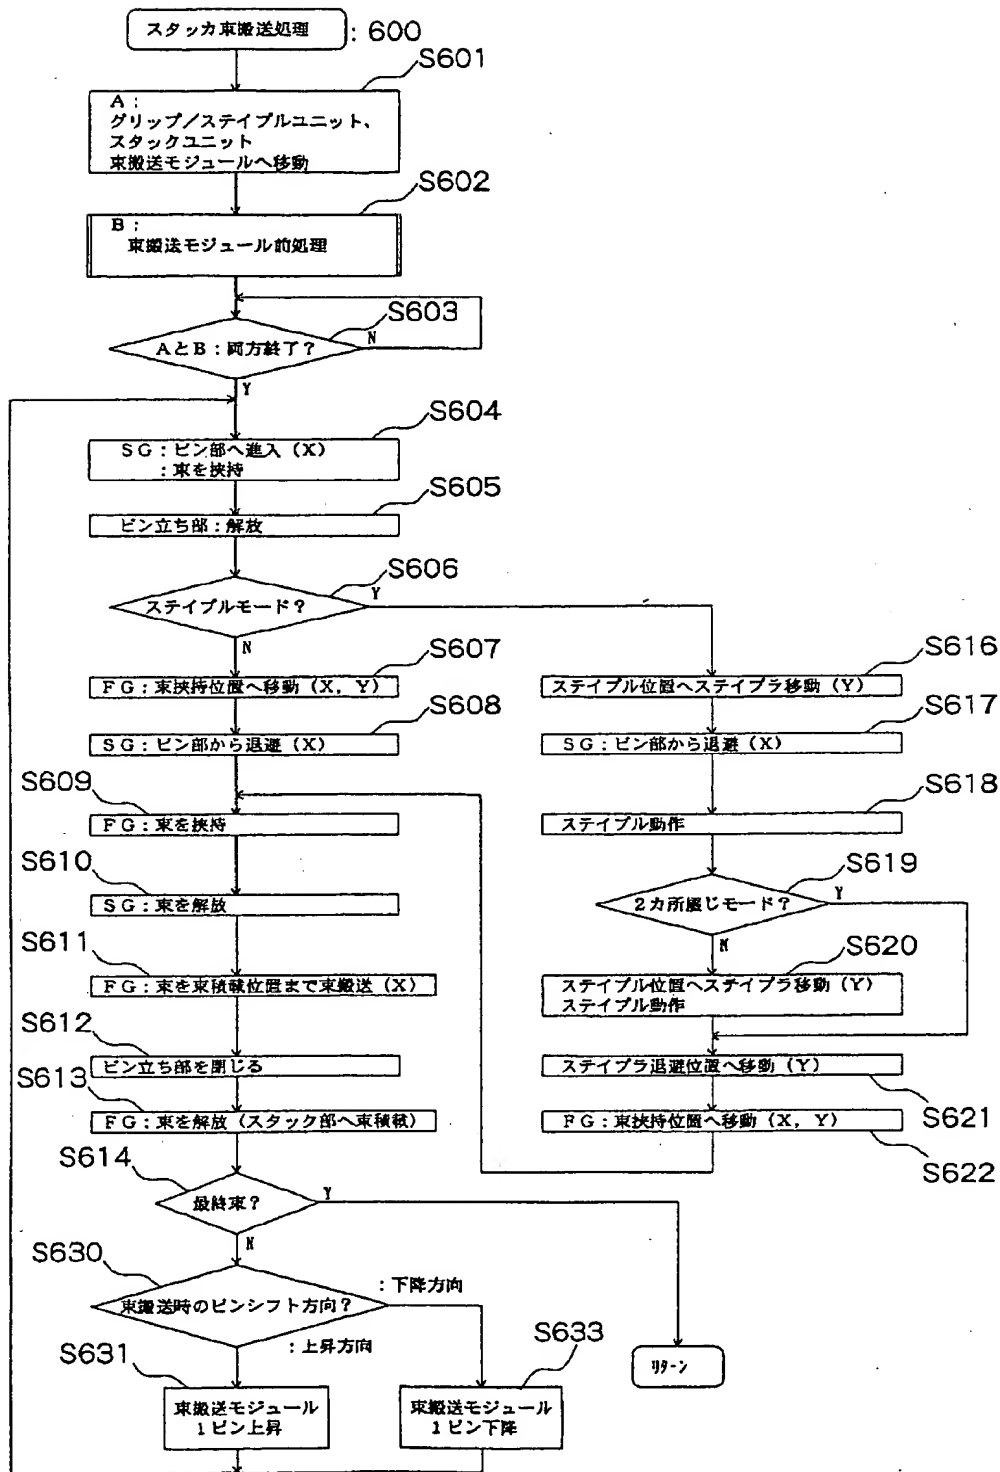 スタッカ束搬送処理
: 600
S601
A :
グリップ/ステイプルユニット、
スタックユニット
束搬送モジュールへ移動
S602
B :
束搬送モジュール前処理
S603
AとB:両方終了?
N
Y
S604
SG:ビン部へ進入(X)
:束を挟持
S605
ビン立ち部:解放
S606
ステイプルモード?
Y
N
S607
FG:束挟持位置へ移動(X, Y)
S608
SG:ビン部から退避(X)
S609
FG:束を挟持
S610
SG:束を解放
S611
FG:束を束積載位置まで束搬送(X)
S612
ビン立ち部を閉じる
S613
FG:束を解放(スタック部へ束積載)
S614
最終束?
Y
N
S630
束搬送時のビンシフト方向?
:下降方向
:上昇方向
S631
束搬送モジュール
1ビン上昇
S633
束搬送モジュール
1ビン下降
リターン
S616
ステイプル位置へステイプラ移動(Y)
S617
SG:ビン部から退避(X)
S618
ステイプル動作
S619
2カ所綴じモード?
Y
N
S620
ステイプル位置へステイプラ移動(Y)
ステイプル動作
ステイプラ退避位置へ移動(Y)
S621
FG:束挟持位置へ移動(X, Y)
S622